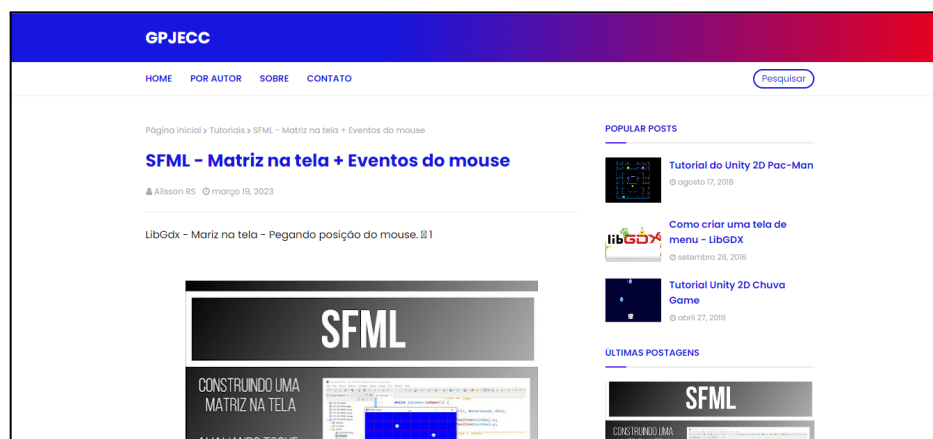 GPJECC
HOME POR AUTOR SOBRE CONTATO
Pesquisar
Página inicial > Tutoriais > SFML - Matriz na tela + Eventos do mouse
SFML - Matriz na tela + Eventos do mouse
Alisson RS março 19, 2023
LibGdx - Mariz na tela - Pegando posição do mouse. 1
SFML
CONSTRUINDO UMA
MATRIZ NA TELA
POPULAR POSTS
Tutorial do Unity 2D Pac-Man
agosto 17, 2018
libGDX
Como criar uma tela de
menu - LibGDX
setembro 28, 2016
Tutorial Unity 2D Chuva
Game
abril 27, 2019
ÚLTIMAS POSTAGENS
SFML
CONSTRUINDO UMA